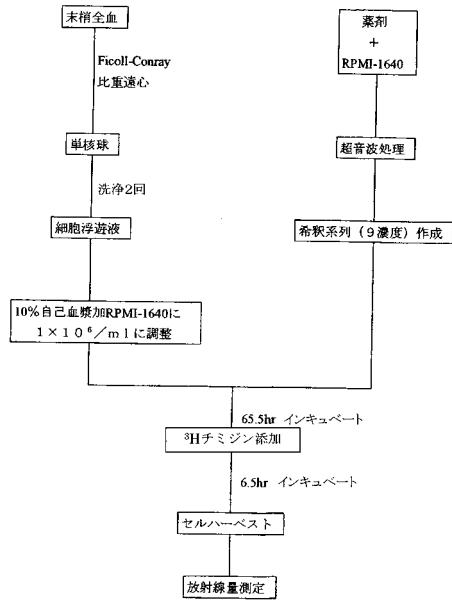 末梢全血
Ficoll-Conray
比重遠心
単核球
洗浄2回
細胞浮遊液
10%自己血漿加RPMI-1640に
1×10⁶/mlに調整
薬剤
+
RPMI-1640
超音波処理
希釈系列（9濃度）作成
65.5hr インキュベート
³Hチミジン添加
6.5hr インキュベート
セルハーベスト
放射線量測定